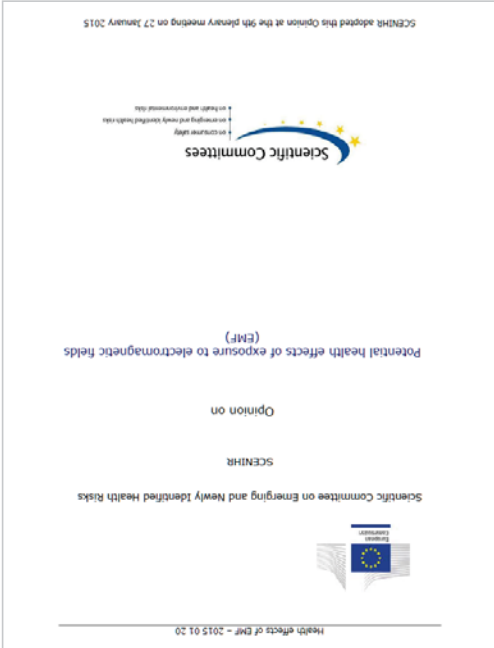 Health effects of EMF – 2015 01 20
European
Commission
Scientific Committee on Emerging and Newly Identified Health Risks
SCENIHR
Opinion on
Potential health effects of exposure to electromagnetic fields
(EMF)
Scientific Committees
• on consumer safety
• on emerging and newly identified health risks
• on health and environmental risks
SCENIHR adopted this Opinion at the 9th plenary meeting on 27 January 2015